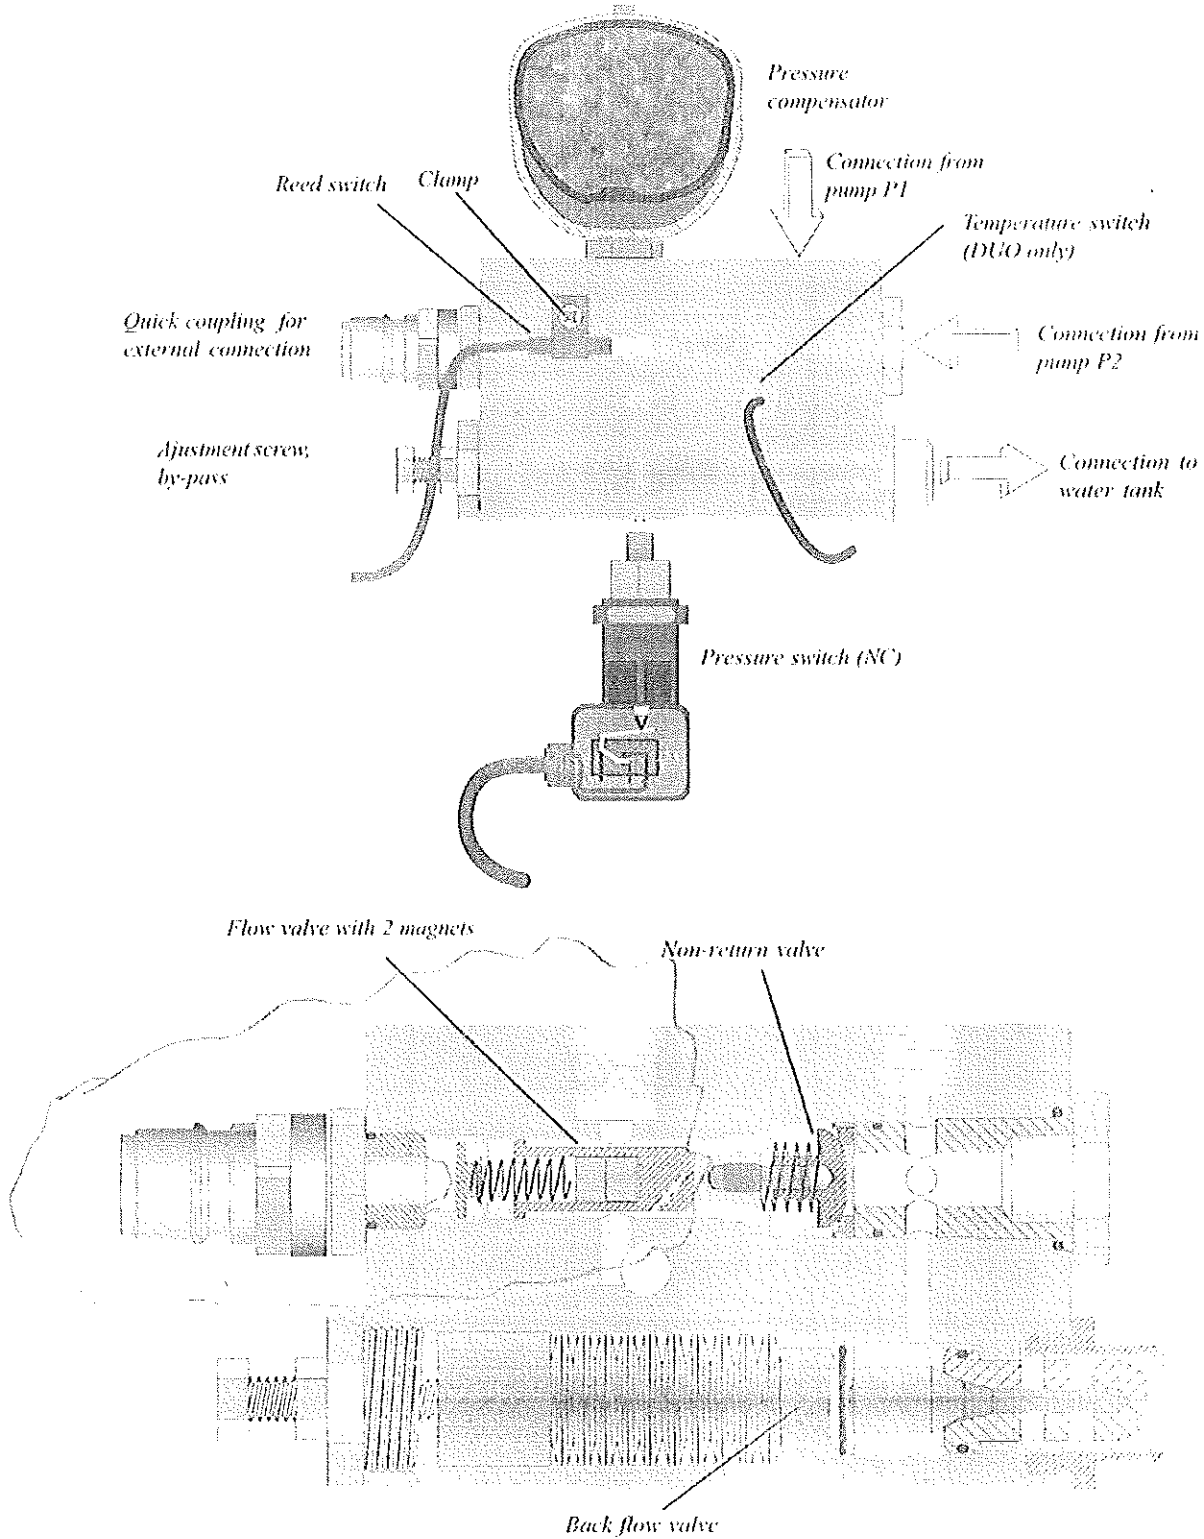 Pressure
compensator
Connection from
pump P1
Reed switch
Clamp
Temperature switch
(DUO only)
Quick coupling for
external connection
Connection from
pump P2
Ajustment screw,
by-pass
Connection to
water tank
Pressure switch (NC)
Flow valve with 2 magnets
Non-return valve
Back flow valve